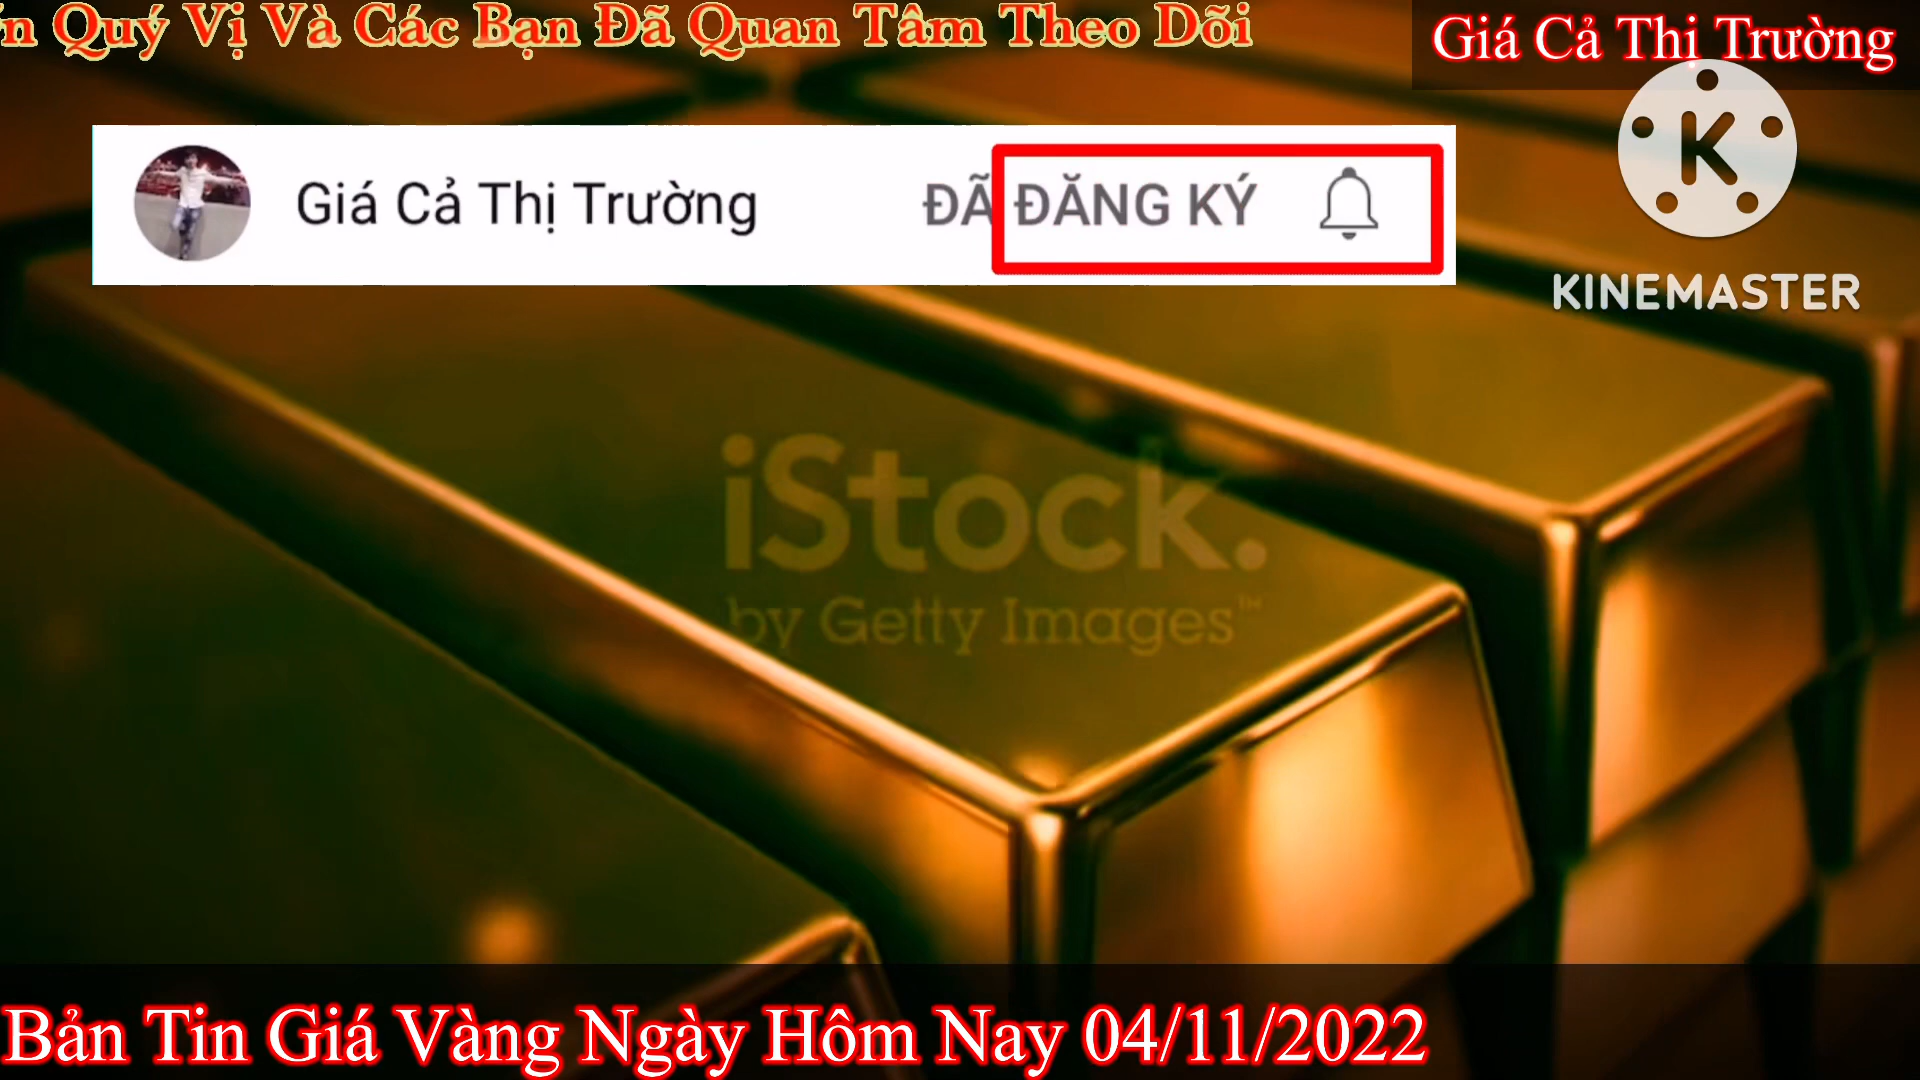 Quý Vị Và Các Bạn Đã Quan Tâm Theo Dõi
Giá Cả Thị Trường
Giá Cả Thị Trường ĐÃ ĐĂNG KÝ
K
KINEMASTER
iStock.
by Getty Images™
Bản Tin Giá Vàng Ngày Hôm Nay 04/11/2022